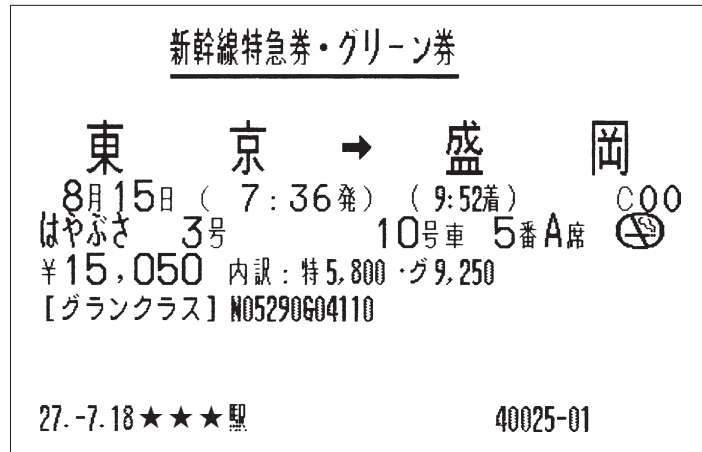 新幹線特急券・グリーン券
東京→盛岡
8月15日(7:36発)(9:52着) C00
はやぶさ 3号 10号車 5番A席
¥15,050 内訳:特5,800・グ9,250
[グランクラス]N05290G04110
27.-7.18★★★駅 40025-01